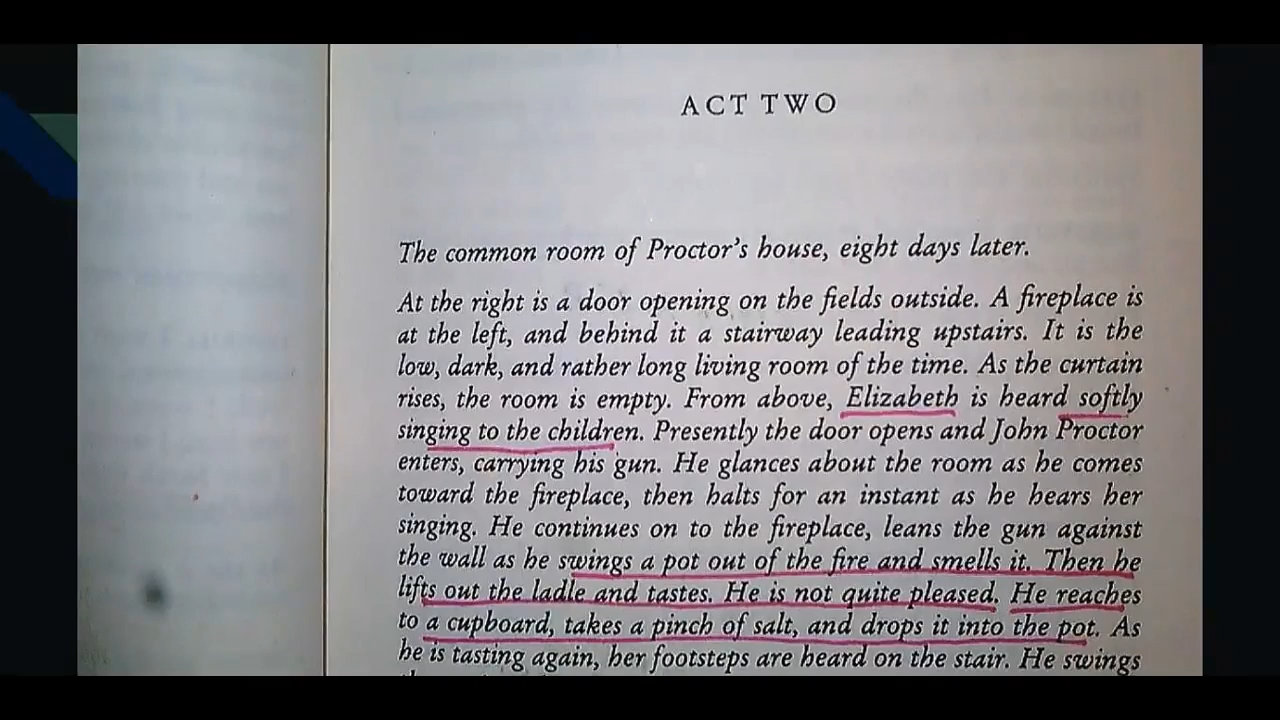 ACT TWO
The common room of Proctor's house, eight days later.
At the right is a door opening on the fields outside. A fireplace is
at the left, and behind it a stairway leading upstairs. It is the
low, dark, and rather long living room of the time. As the curtain
rises, the room is empty. From above, Elizabeth is heard softly
singing to the children. Presently the door opens and John Proctor
enters, carrying his gun. He glances about the room as he comes
toward the fireplace, then halts for an instant as he hears her
singing. He continues on to the fireplace, leans the gun against
the wall as he swings a pot out of the fire and smells it. Then he
lifts out the ladle and tastes. He is not quite pleased. He reaches
to a cupboard, takes a pinch of salt, and drops it into the pot. As
he is tasting again, her footsteps are heard on the stair. He swings